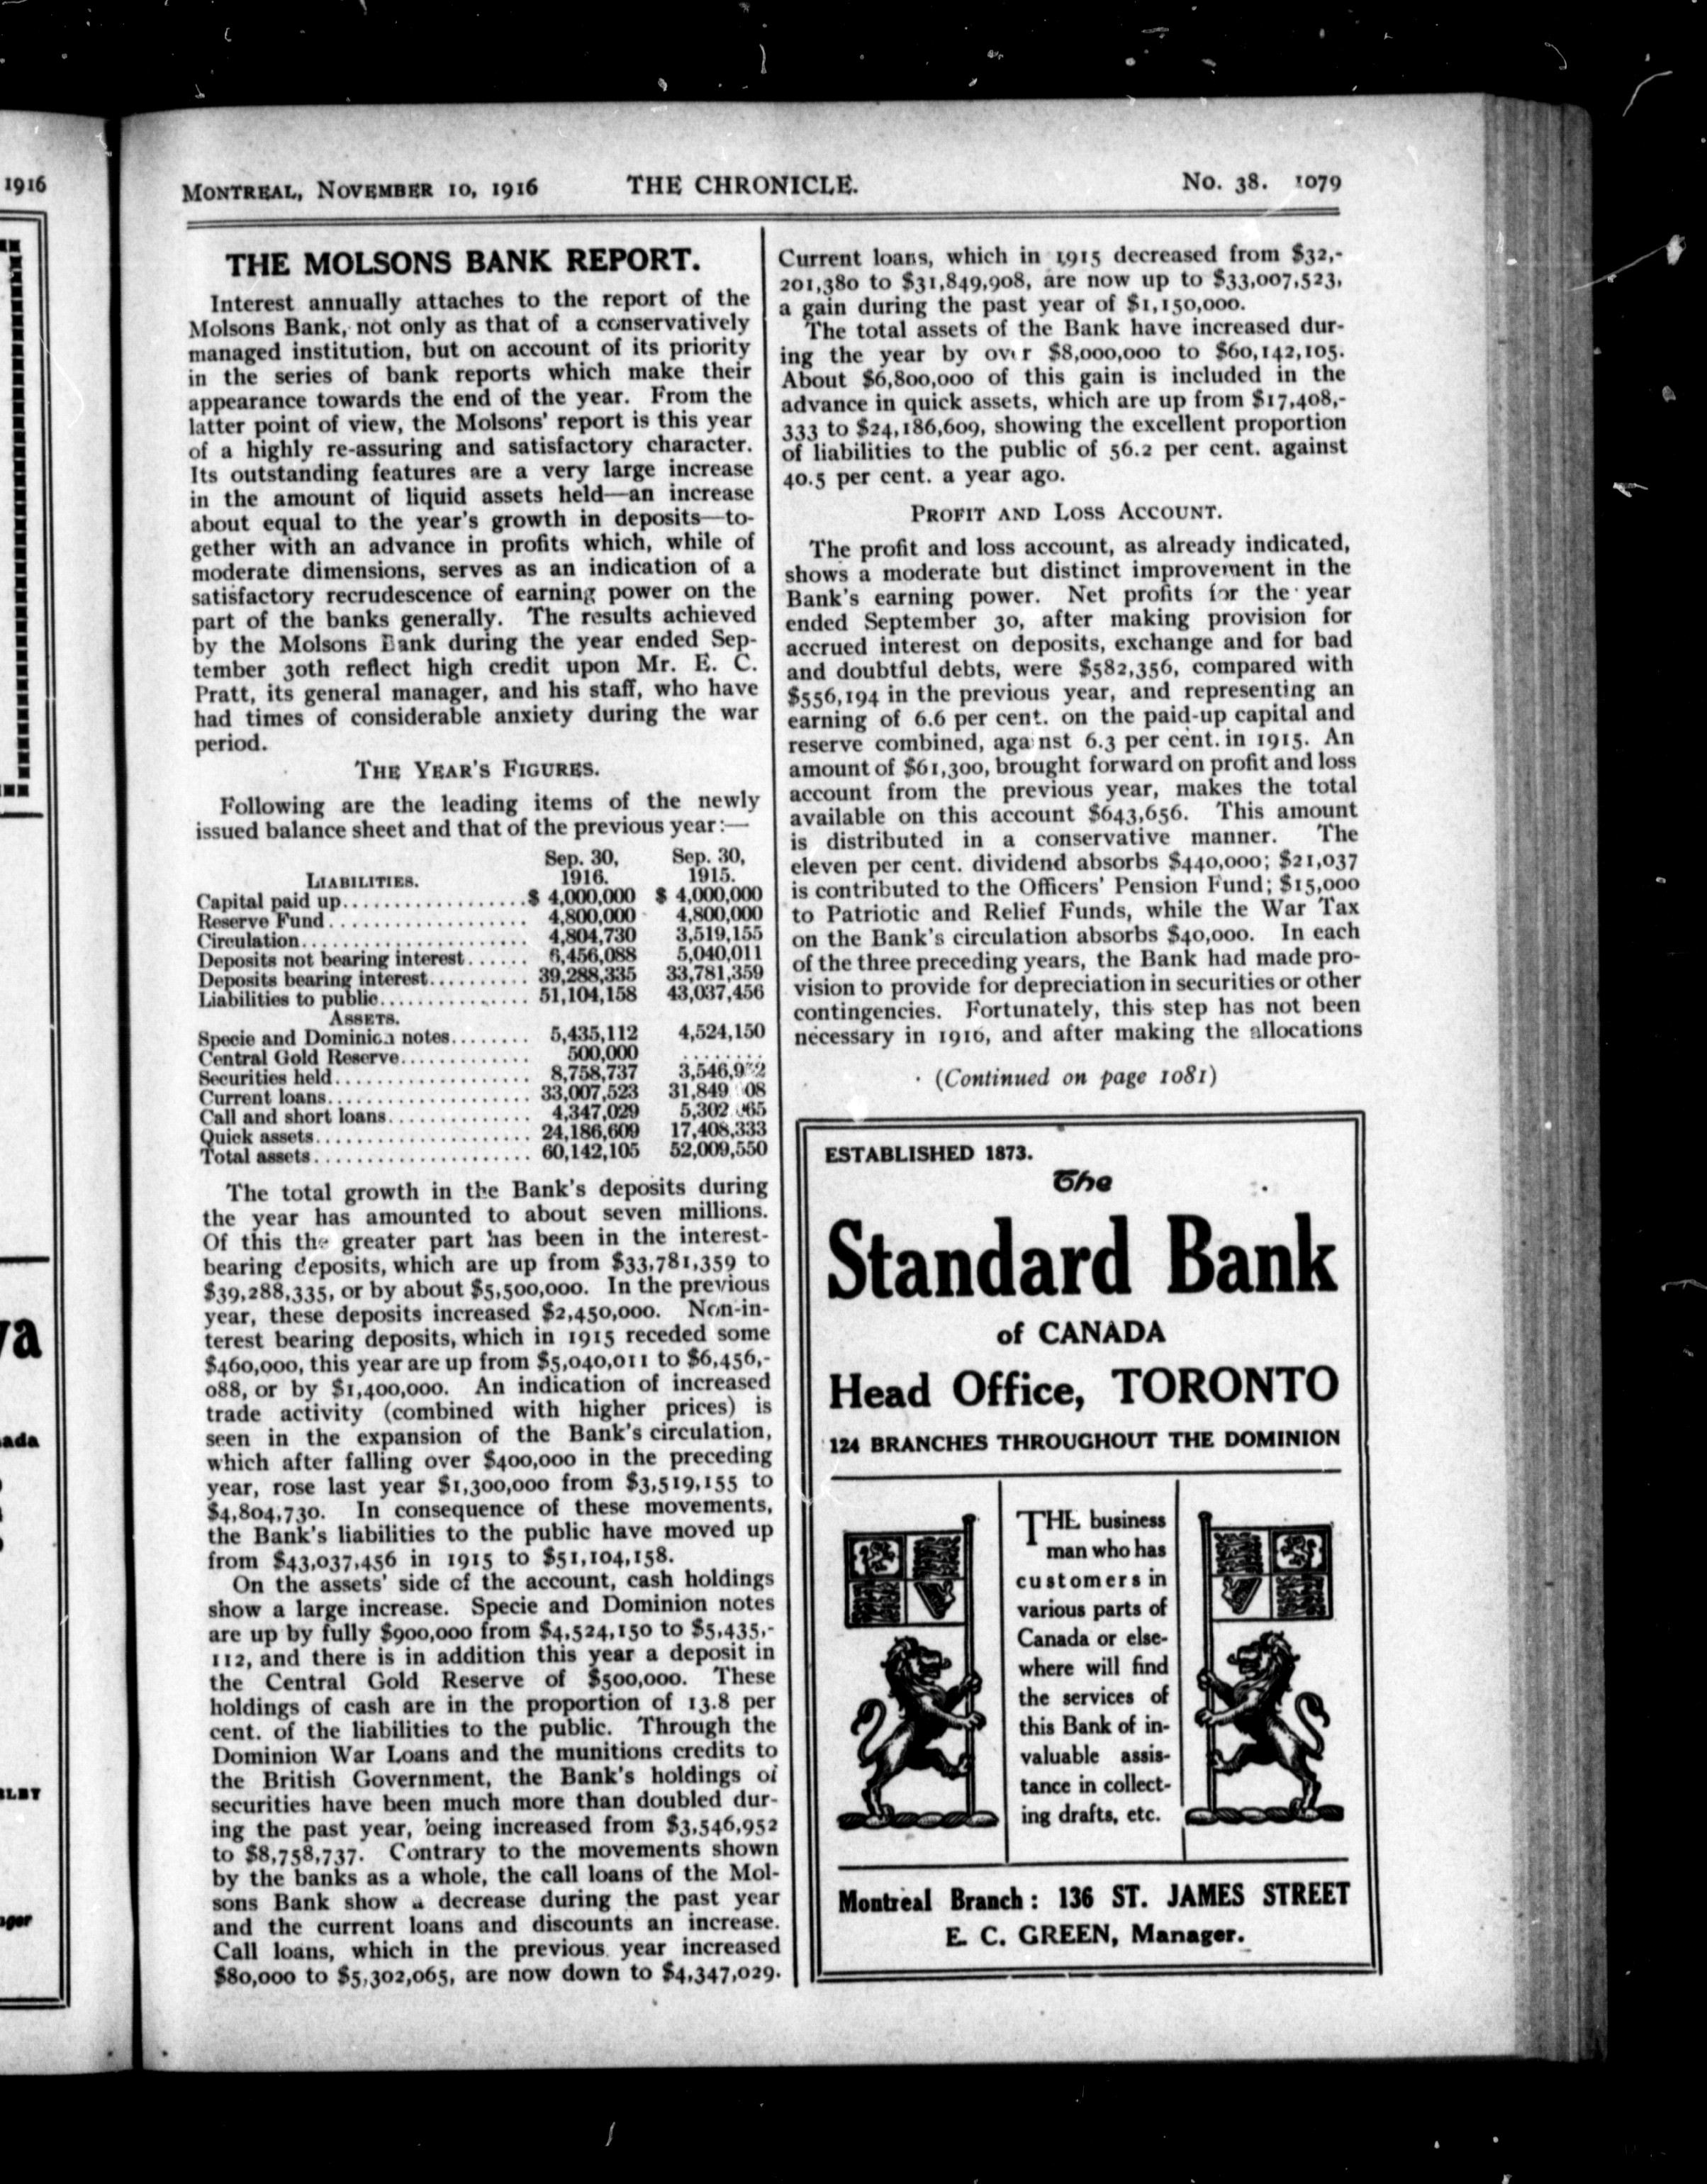 1916
MONTREAL, NOVEMBER 10, 1916 THE CHRONICLE. No. 38. 1079
THE MOLSONS BANK REPORT.
Interest annually attaches to the report of the
Molsons Bank, not only as that of a conservatively
managed institution, but on account of its priority
in the series of bank reports which make their
appearance towards the end of the year. From the
latter point of view, the Molsons' report is this year
of a highly re-assuring and satisfactory character.
Its outstanding features are a very large increase
in the amount of liquid assets held—an increase
about equal to the year's growth in deposits—to-
gether with an advance in profits which, while of
moderate dimensions, serves as an indication of a
satisfactory recrudescence of earning power on the
part of the banks generally. The results achieved
by the Molsons Bank during the year ended Sep-
tember 30th reflect high credit upon Mr. E. C.
Pratt, its general manager, and his staff, who have
had times of considerable anxiety during the war
period.
THE YEAR'S FIGURES.
Following are the leading items of the newly
issued balance sheet and that of the previous year:—
Sep. 30, Sep. 30,
LIABILITIES. 1916. 1915.
Capital paid up.................$ 4,000,000 $ 4,000,000
Reserve Fund................... 4,800,000 4,800,000
Circulation...................... 4,804,730 3,519,155
Deposits not bearing interest...... 6,456,088 5,040,011
Deposits bearing interest.......... 39,288,335 33,781,359
Liabilities to public............... 51,104,158 43,037,456
ASSETS.
Specie and Dominion notes........ 5,435,112 4,524,150
Central Gold Reserve............. 500,000 ........
Securities held................... 8,758,737 3,546,9 2
Current loans.................... 33,007,523 31,849 08
Call and short loans.............. 4,347,029 5,302,065
Quick assets..................... 24,186,609 17,408,333
Total assets..................... 60,142,105 52,009,550
The total growth in the Bank's deposits during
the year has amounted to about seven millions.
Of this the greater part has been in the interest-
bearing deposits, which are up from $33,781,359 to
$39,288,335, or by about $5,500,000. In the previous
year, these deposits increased $2,450,000. Non-in-
terest bearing deposits, which in 1915 receded some
$460,000, this year are up from $5,040,011 to $6,456,-
088, or by $1,400,000. An indication of increased
trade activity (combined with higher prices) is
seen in the expansion of the Bank's circulation,
which after falling over $400,000 in the preceding
year, rose last year $1,300,000 from $3,519,155 to
$4,804,730. In consequence of these movements,
the Bank's liabilities to the public have moved up
from $43,037,456 in 1915 to $51,104,158.
On the assets' side of the account, cash holdings
show a large increase. Specie and Dominion notes
are up by fully $900,000 from $4,524,150 to $5,435,-
112, and there is in addition this year a deposit in
the Central Gold Reserve of $500,000. These
holdings of cash are in the proportion of 13.8 per
cent. of the liabilities to the public. Through the
Dominion War Loans and the munitions credits to
the British Government, the Bank's holdings of
securities have been much more than doubled dur-
ing the past year, being increased from $3,546,952
to $8,758,737. Contrary to the movements shown
by the banks as a whole, the call loans of the Mol-
sons Bank show a decrease during the past year
and the current loans and discounts an increase.
Call loans, which in the previous year increased
$80,000 to $5,302,065, are now down to $4,347,029.
Current loans, which in 1915 decreased from $32,-
201,380 to $31,849,908, are now up to $33,007,523,
a gain during the past year of $1,150,000.
The total assets of the Bank have increased dur-
ing the year by over $8,000,000 to $60,142,105.
About $6,800,000 of this gain is included in the
advance in quick assets, which are up from $17,408,-
333 to $24,186,609, showing the excellent proportion
of liabilities to the public of 56.2 per cent. against
40.5 per cent. a year ago.
PROFIT AND LOSS ACCOUNT.
The profit and loss account, as already indicated,
shows a moderate but distinct improvement in the
Bank's earning power. Net profits for the year
ended September 30, after making provision for
accrued interest on deposits, exchange and for bad
and doubtful debts, were $582,356, compared with
$556,194 in the previous year, and representing an
earning of 6.6 per cent. on the paid-up capital and
reserve combined, against 6.3 per cent. in 1915. An
amount of $61,300, brought forward on profit and loss
account from the previous year, makes the total
available on this account $643,656. This amount
is distributed in a conservative manner. The
eleven per cent. dividend absorbs $440,000; $21,037
is contributed to the Officers' Pension Fund; $15,000
to Patriotic and Relief Funds, while the War Tax
on the Bank's circulation absorbs $40,000. In each
of the three preceding years, the Bank had made pro-
vision to provide for depreciation in securities or other
contingencies. Fortunately, this step has not been
necessary in 1916, and after making the allocations
(Continued on page 1081)
ESTABLISHED 1873.
The
Standard Bank
of CANADA
Head Office, TORONTO
124 BRANCHES THROUGHOUT THE DOMINION
THE business
man who has
customers in
various parts of
Canada or else-
where will find
the services of
this Bank of in-
valuable assis-
tance in collect-
ing drafts, etc.
Montreal Branch: 136 ST. JAMES STREET
E. C. GREEN, Manager.